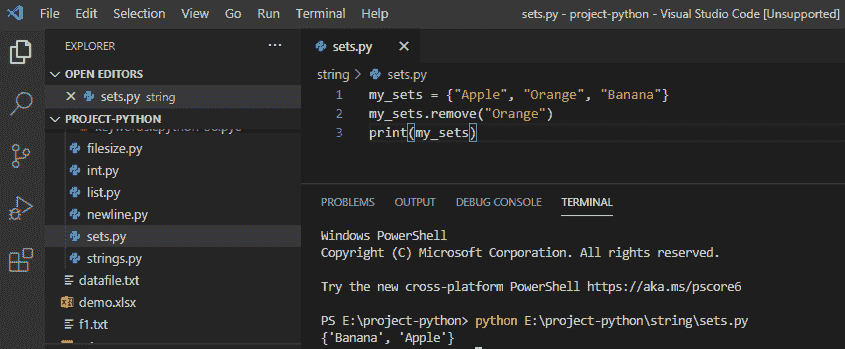 File Edit Selection View Go Run Terminal Help sets.py - project-python - Visual Studio Code [Unsupported]
EXPLORER ...
OPEN EDITORS
sets.py string
PROJECT-PYTHON
filesize.py
int.py
list.py
newline.py
sets.py
strings.py
datafile.txt
demo.xlsx
f1.txt
sets.py
string > sets.py
1 my_sets = {"Apple", "Orange", "Banana"}
2 my_sets.remove("Orange")
3 print(my_sets)
PROBLEMS OUTPUT DEBUG CONSOLE TERMINAL
Windows PowerShell
Copyright (C) Microsoft Corporation. All rights reserved.
Try the new cross-platform PowerShell https://aka.ms/pscore6
PS E:\project-python> python E:\project-python\string\sets.py
{'Banana', 'Apple'}